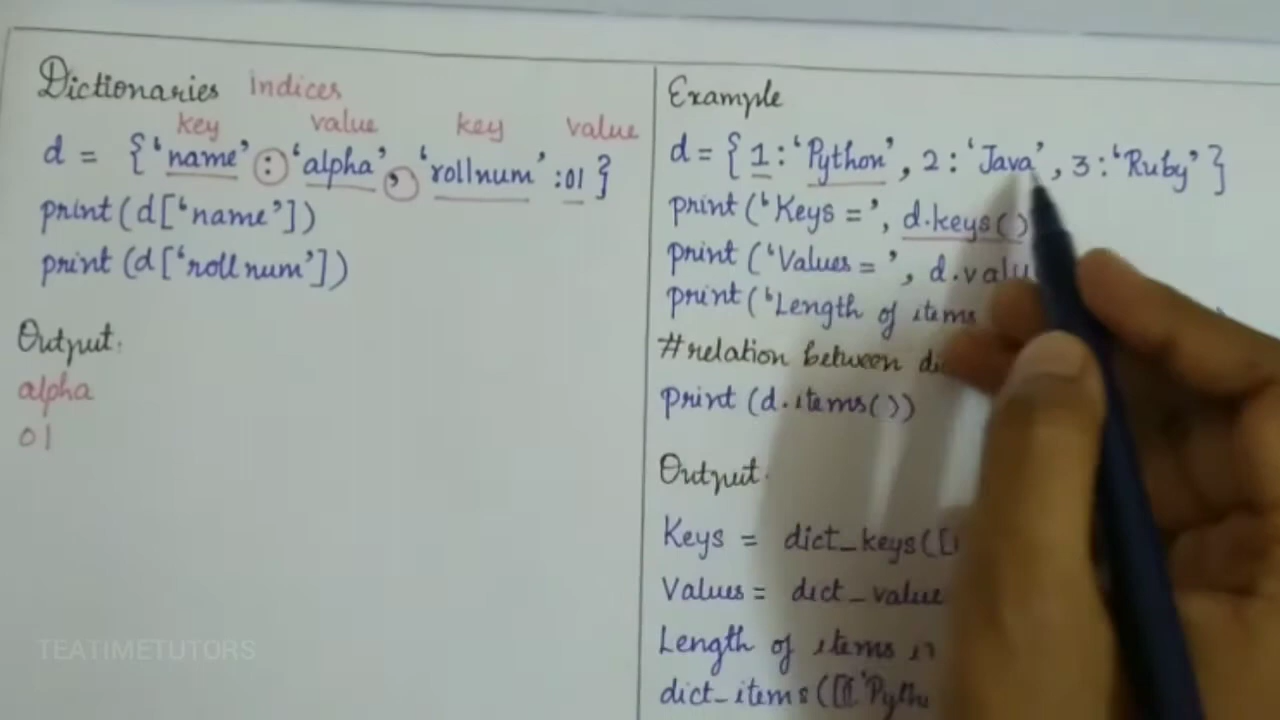 Dictionaries Indices
key value key value
d = {'name' : 'alpha', 'rollnum' :01}
print(d['name'])
print(d['rollnum'])
Output:
alpha
01
Example
d = { 1 : 'Python', 2 : 'Java', 3 : 'Ruby' }
print('Keys =', d.keys()
print('Values = ', d.valu
print('Length of items
#relation between
print (d.items())
Output:
Keys = dict_keys([
Values = dict_value
Length of items
dict_items([( 'Pytho
TEATIMETUTORS